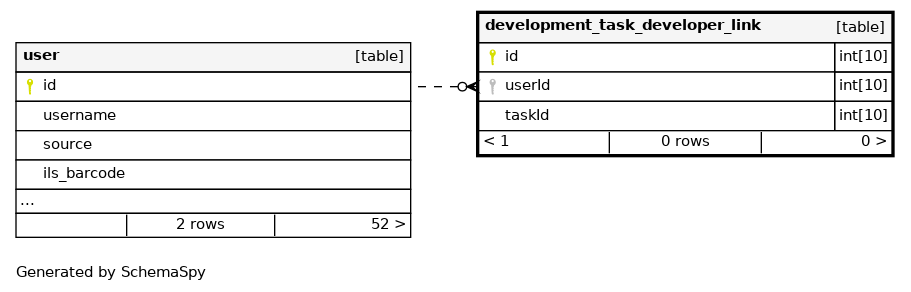 user [table]
id
username
source
ils_barcode
...
2 rows 52 >
development_task_developer_link [table]
id int[10]
userId int[10]
taskId int[10]
< 1 0 rows 0 >
Generated by SchemaSpy